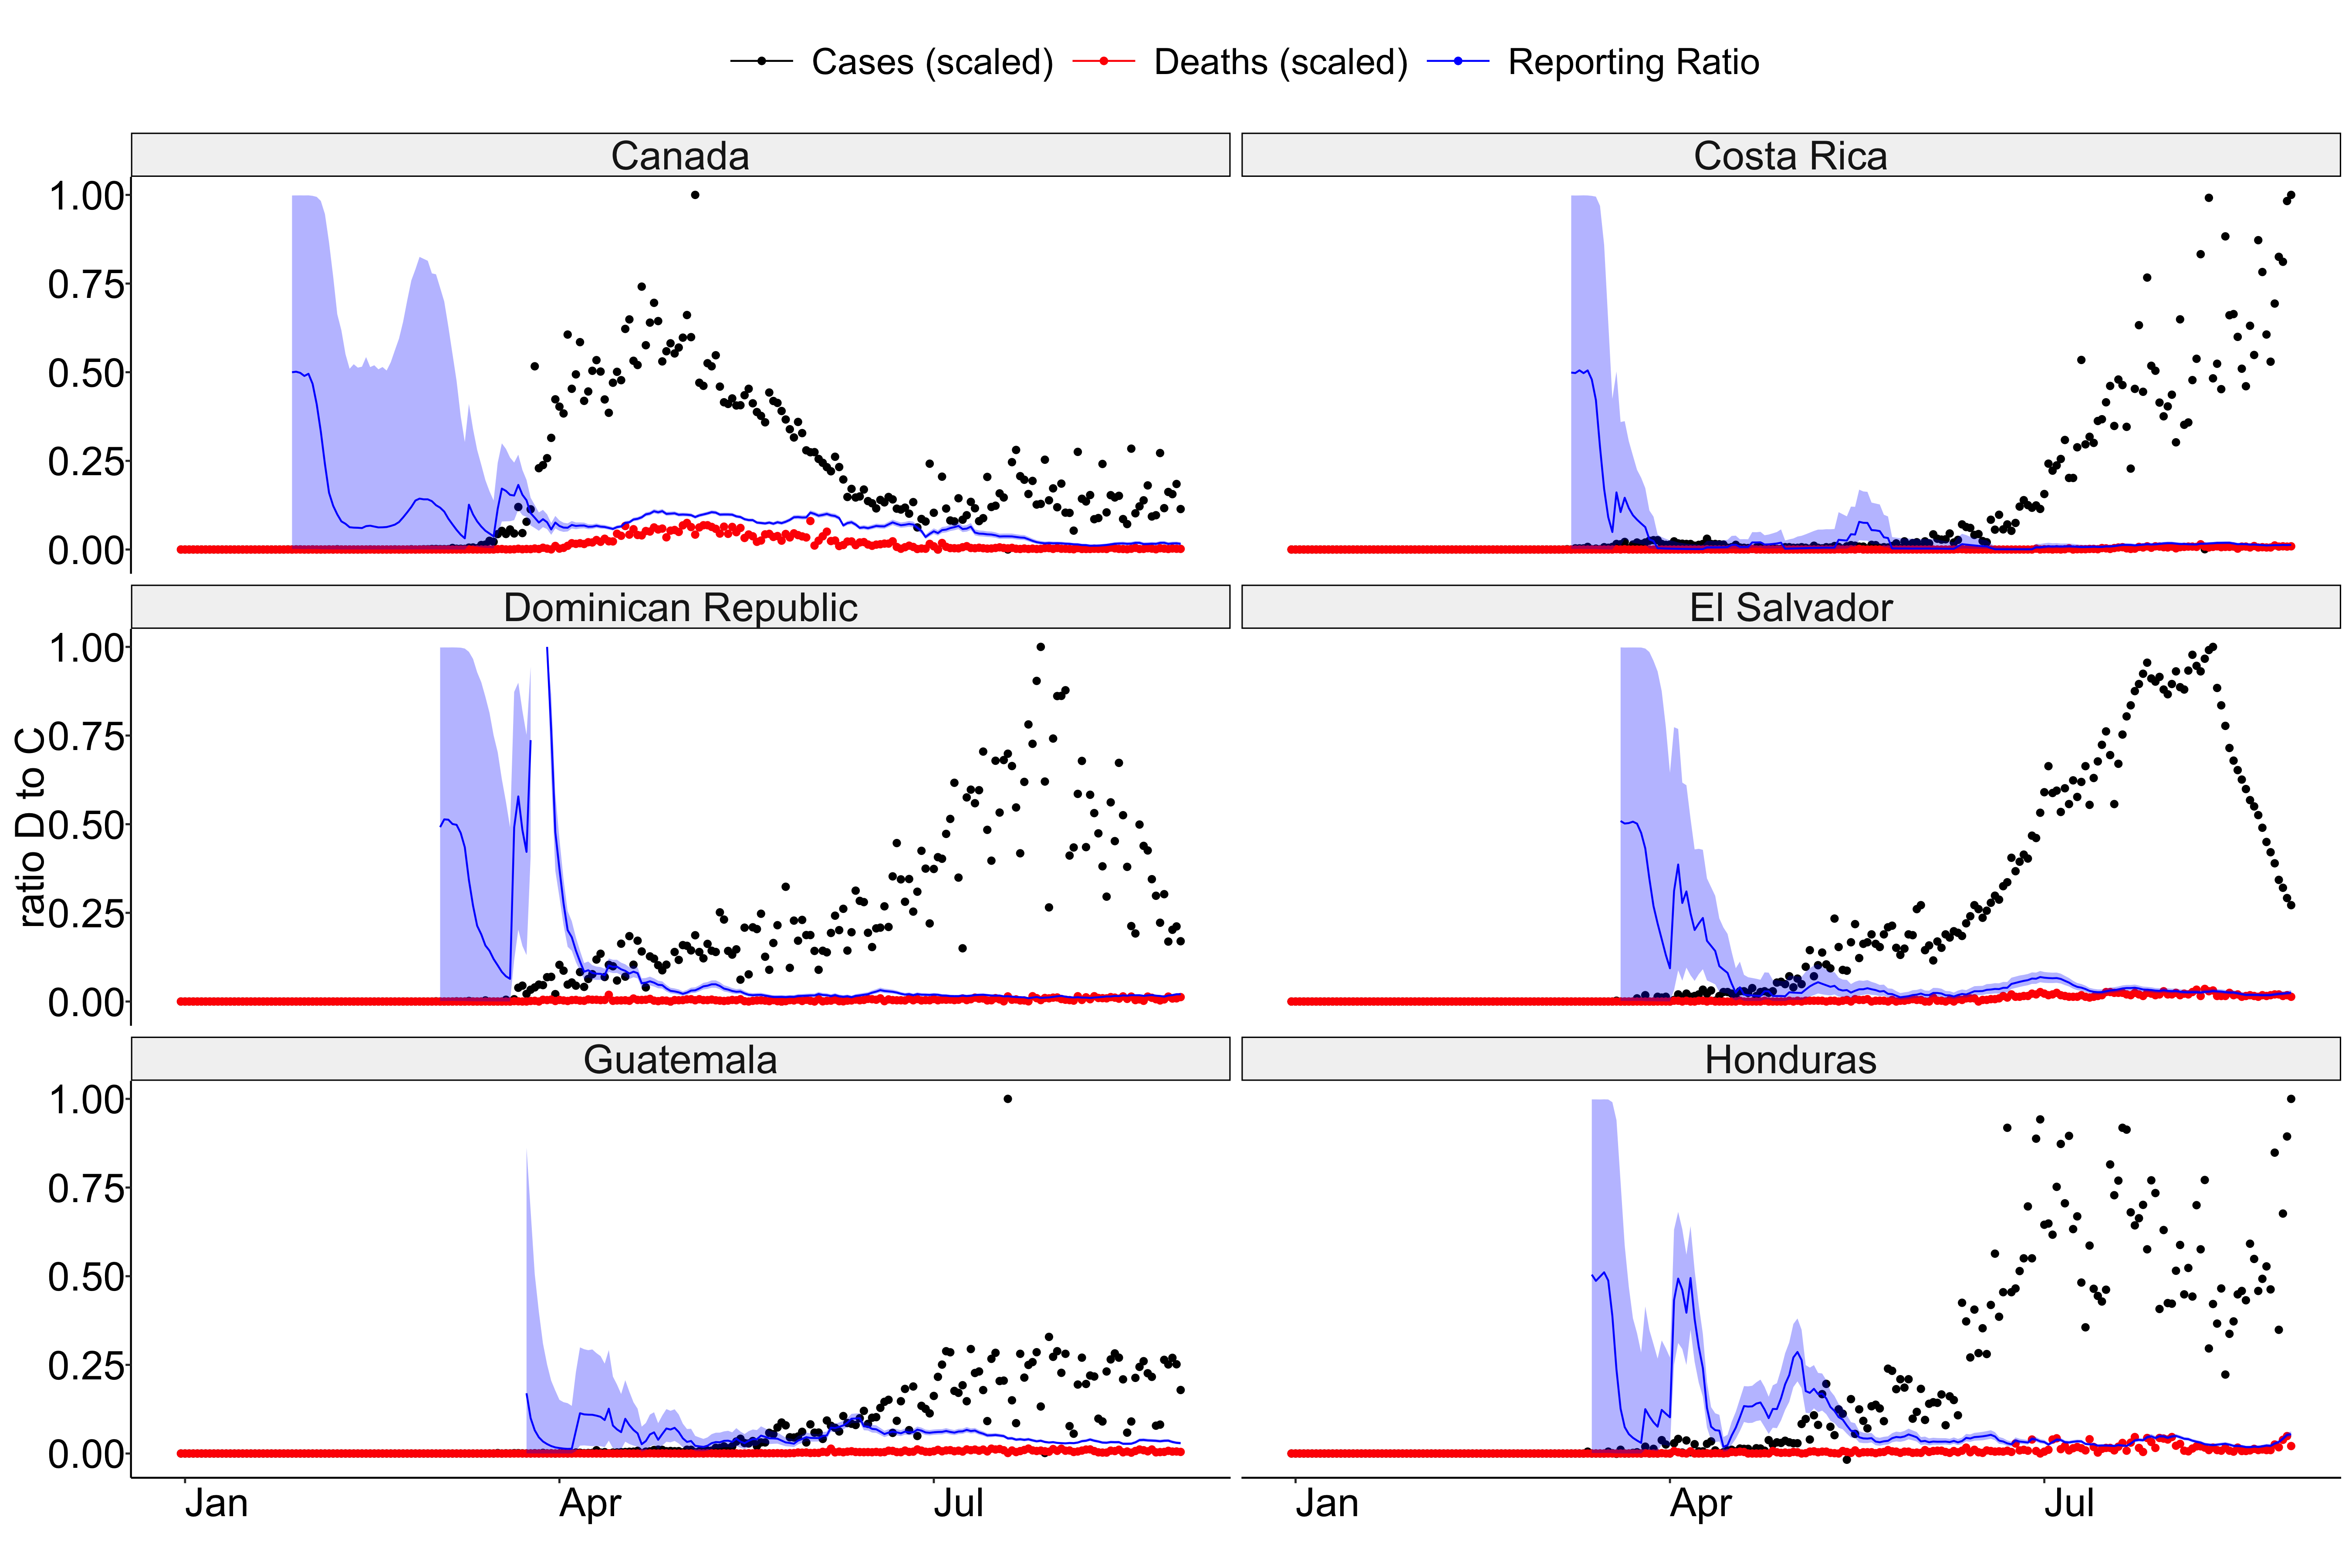 Cases (scaled) Deaths (scaled) Reporting Ratio
Canada Costa Rica
1.00
0.75
0.50
0.25
0.00
Dominican Republic El Salvador
1.00
0.75
0.50
0.25
0.00
ratio D to C
Guatemala Honduras
1.00
0.75
0.50
0.25
0.00
Jan Apr Jul Jan Apr Jul